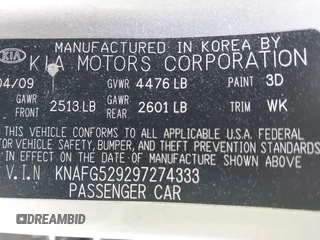 MANUFACTURED IN KOREA BY
KIA KIA MOTORS CORPORATION
04/09 GVWR 4476 LB PAINT 3D
GAWR FRONT 2513 LB GAWR REAR 2601 LB TRIM WK
THIS VEHICLE CONFORMS TO ALL APPLICABLE U.S.A. FEDERAL
MOTOR VEHICLE SAFETY, BUMPER, AND THEFT PREVENTION STANDARDS IN
EFFECT ON THE DATE OF MANUFACTURE SHOWN ABOVE.
V.I.N KNAFG529297274333
PASSENGER CAR
DREAMBID